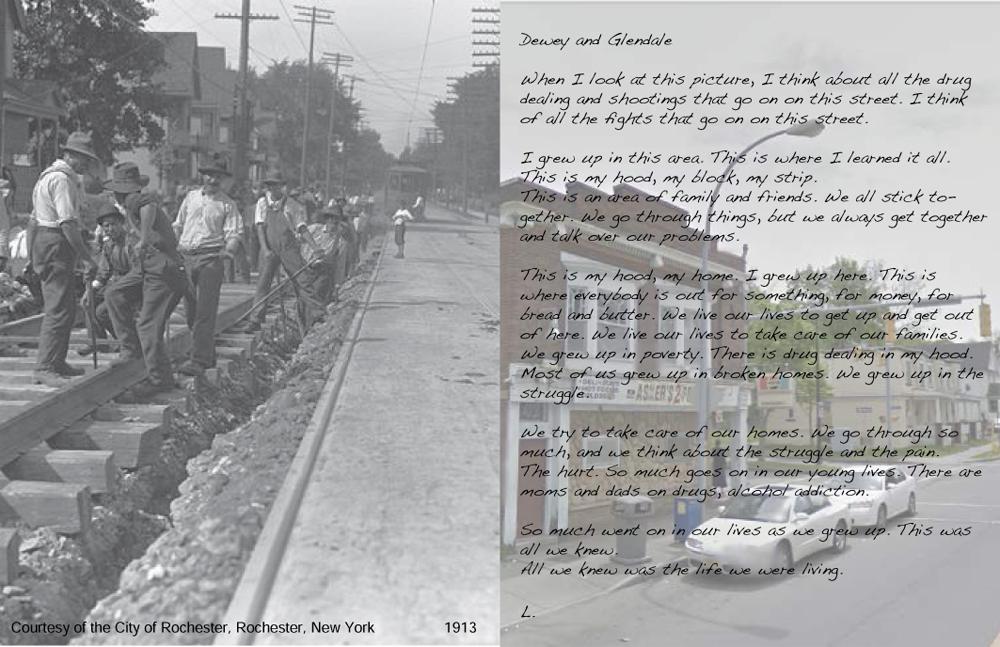 Dewey and Glendale
When I look at this picture, I think about all the drug
dealing and shootings that go on on this street. I think
of all the fights that go on on this street.
I grew up in this area. This is where I learned it all.
This is my hood, my block, my strip.
This is an area of family and friends. We all stick to-
gether. We go through things, but we always get together
and talk over our problems.
This is my hood, my home. I grew up here. This is
where everybody is out for something, for money, for
bread and butter. We live our lives to get up and get out
of here. We live our lives to take care of our families.
We grew up in poverty. There is drug dealing in my hood.
Most of us grew up in broken homes. We grew up in the
struggle.
We try to take care of our homes. We go through so
much, and we think about the struggle and the pain.
The hurt. So much goes on in our young lives. There are
moms and dads on drugs, alcohol addiction.
So much went on in our lives as we grew up. This was
all we knew.
All we knew was the life we were living.
L.
Courtesy of the City of Rochester, Rochester, New York 1913